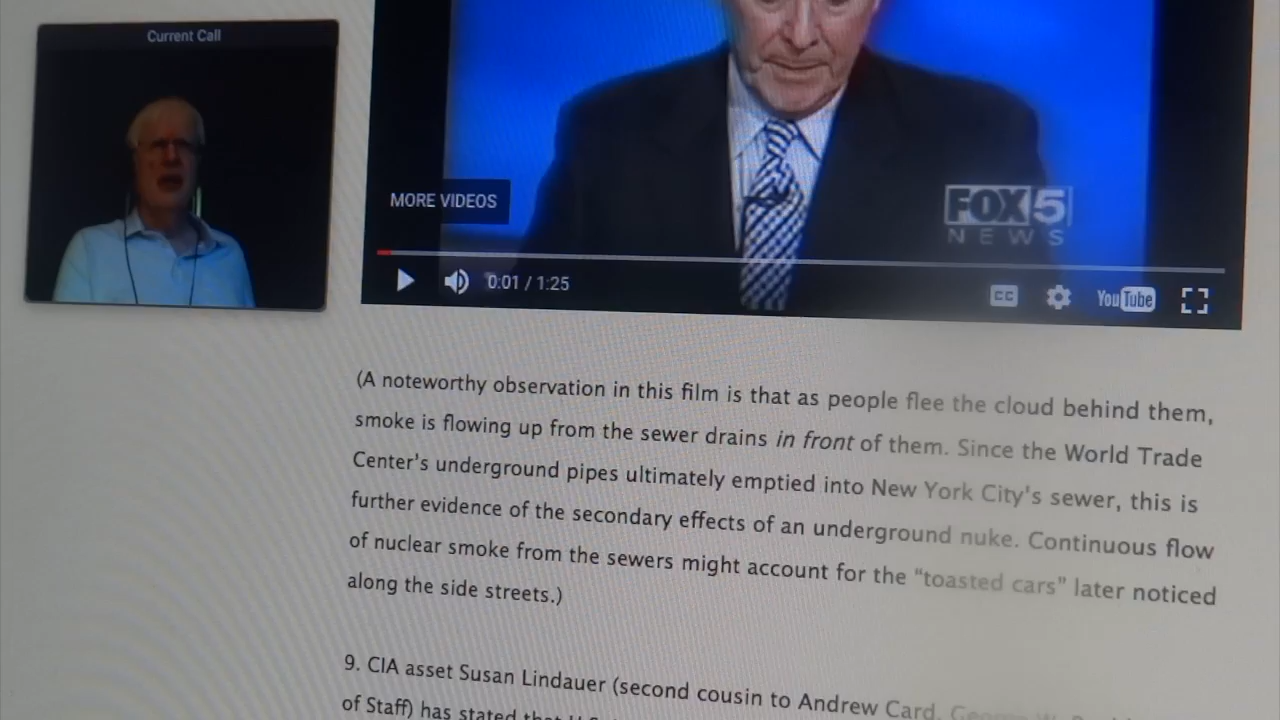 Current Call
MORE VIDEOS
FOX 5
NEWS
0:01 / 1:25
CC
YouTube
(A noteworthy observation in this film is that as people flee the cloud behind them,
smoke is flowing up from the sewer drains in front of them. Since the World Trade
Center's underground pipes ultimately emptied into New York City's sewer, this is
further evidence of the secondary effects of an underground nuke. Continuous flow
of nuclear smoke from the sewers might account for the "toasted cars" later noticed
along the side streets.)
9. CIA asset Susan Lindauer (second cousin to Andrew Card, George W.
of Staff) has stated that